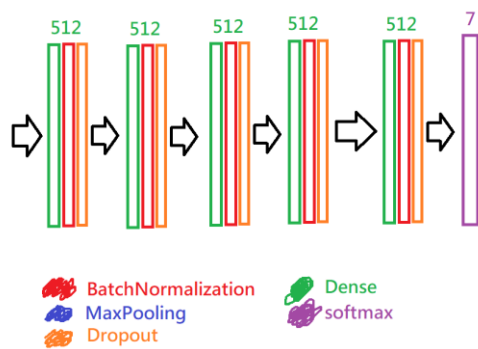 512 512 512 512 512 7
BatchNormalization Dense
MaxPooling softmax
Dropout